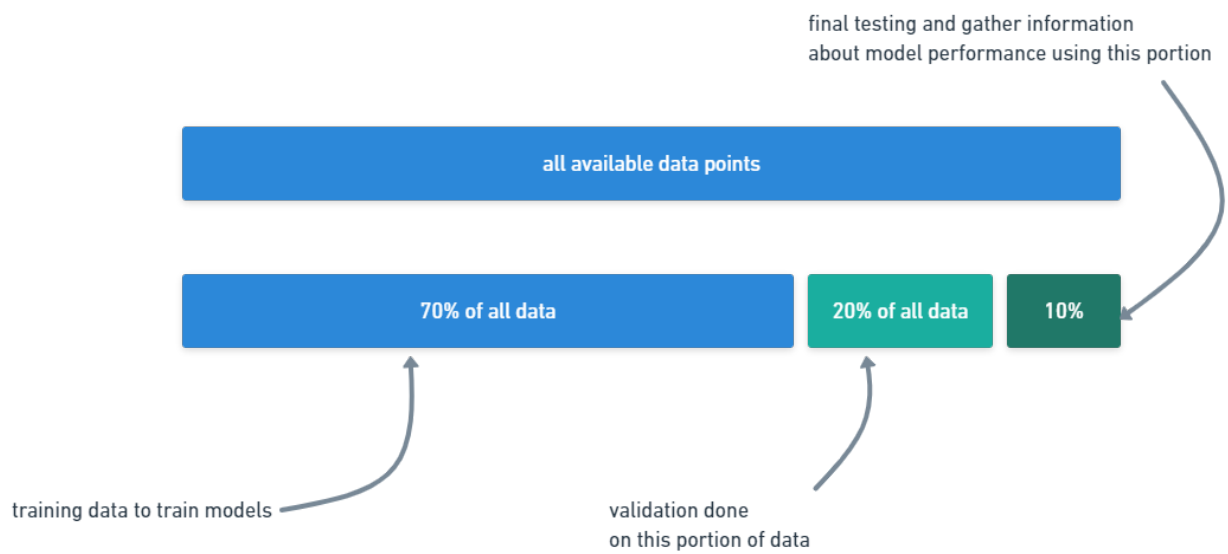 final testing and gather information
about model performance using this portion
all available data points
70% of all data
20% of all data
10%
training data to train models
validation done
on this portion of data